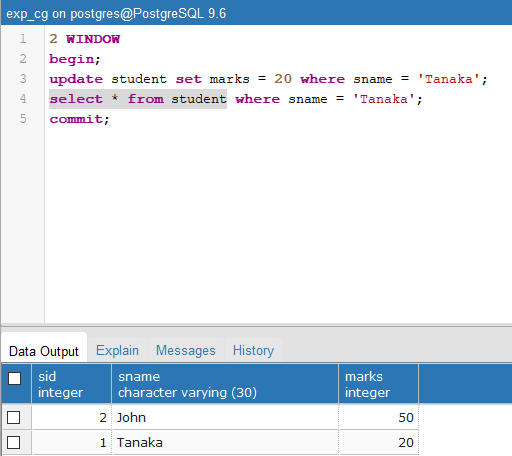 exp_cg on postgres@PostgreSQL 9.6
1 2 WINDOW
2 begin;
3 update student set marks = 20 where sname = 'Tanaka';
4 select * from student where sname = 'Tanaka';
5 commit;
Data Output Explain Messages History
sid sname marks
integer character varying (30) integer
2 John 50
1 Tanaka 20